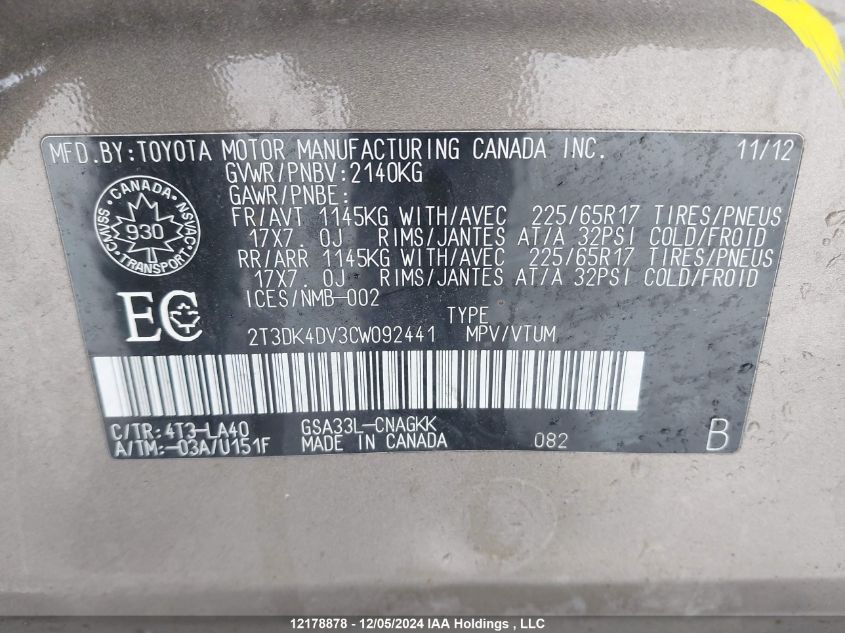 MFD.BY:TOYOTA MOTOR MANUFACTURING CANADA INC. 11/12
GVWR/PNBV:2140KG
GAWR/PNBE:
FR/AVT 1145KG WITH/AVEC 225/65R17 TIRES/PNEUS
17X7.0J RIMS/JANTES AT/A 32PSI COLD/FROID
RR/ARR 1145KG WITH/AVEC 225/65R17 TIRES/PNEUS
17X7.0J RIMS/JANTES AT/A 32PSI COLD/FROID
ICES/NMB-002
CANADA
CMVSS 930 NSVAC
TRANSPORT
EC
TYPE
2T3DK4DV3CW092441 MPV/VTUM
C/TR:4T3-LA40 GSA33L-CNAGKK
A/TM:-03A/U151F MADE IN CANADA 082 B
12178878 - 12/05/2024 IAA Holdings , LLC